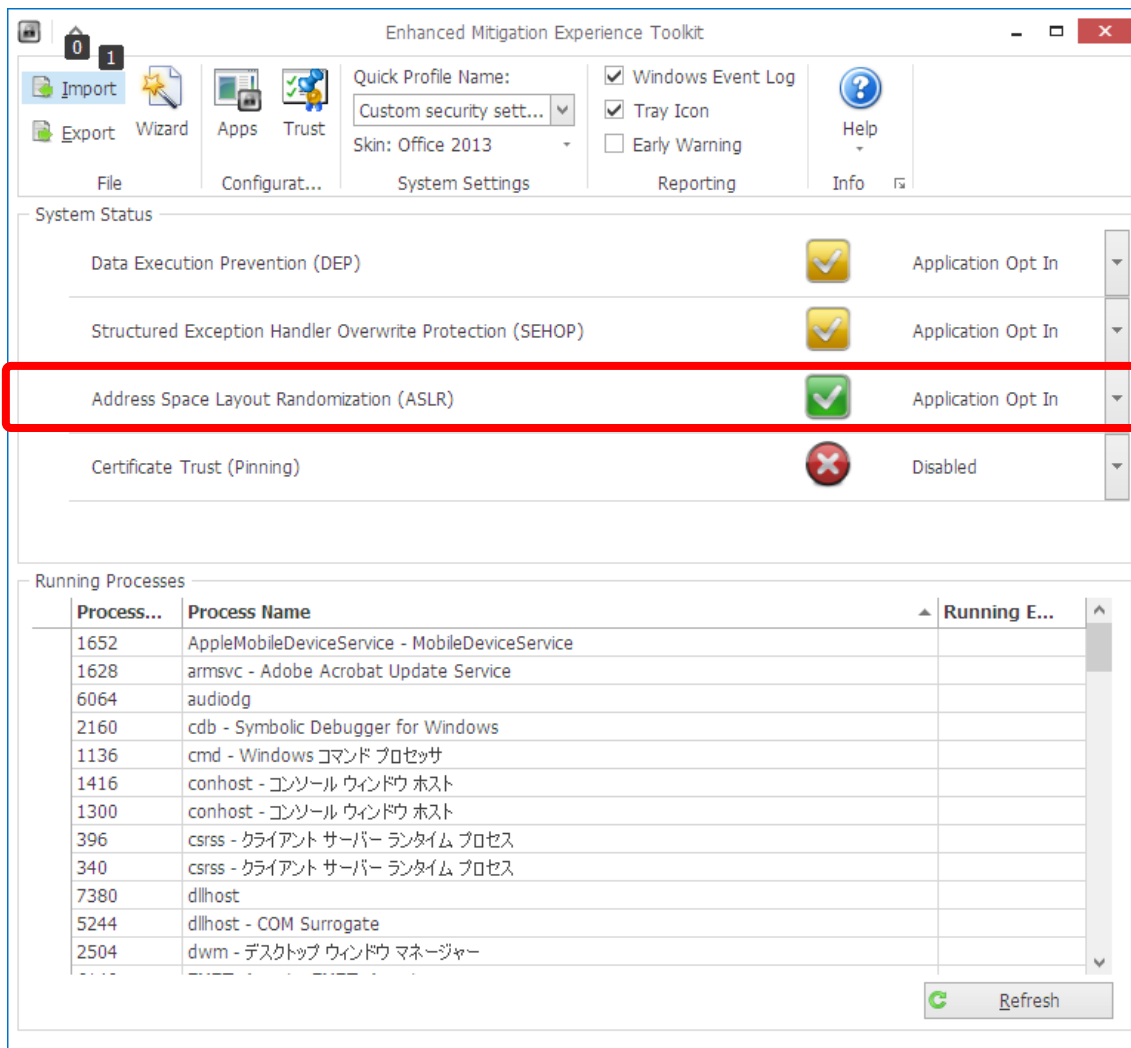 Enhanced Mitigation Experience Toolkit
0
1
Import
Export
Wizard
File
Apps
Trust
Configurat...
Quick Profile Name:
Custom security sett...
Skin: Office 2013
System Settings
Windows Event Log
Tray Icon
Early Warning
Reporting
Help
Info
System Status
Data Execution Prevention (DEP) Application Opt In
Structured Exception Handler Overwrite Protection (SEHOP) Application Opt In
Address Space Layout Randomization (ASLR) Application Opt In
Certificate Trust (Pinning) Disabled
Running Processes
Process... Process Name Running E...
1652 AppleMobileDeviceService - MobileDeviceService
1628 armsvc - Adobe Acrobat Update Service
6064 audiodg
2160 cdb - Symbolic Debugger for Windows
1136 cmd - Windows コマンド プロセッサ
1416 conhost - コンソール ウィンドウ ホスト
1300 conhost - コンソール ウィンドウ ホスト
396 csrss - クライアント サーバー ランタイム プロセス
340 csrss - クライアント サーバー ランタイム プロセス
7380 dllhost
5244 dllhost - COM Surrogate
2504 dwm - デスクトップ ウィンドウ マネージャー
Refresh